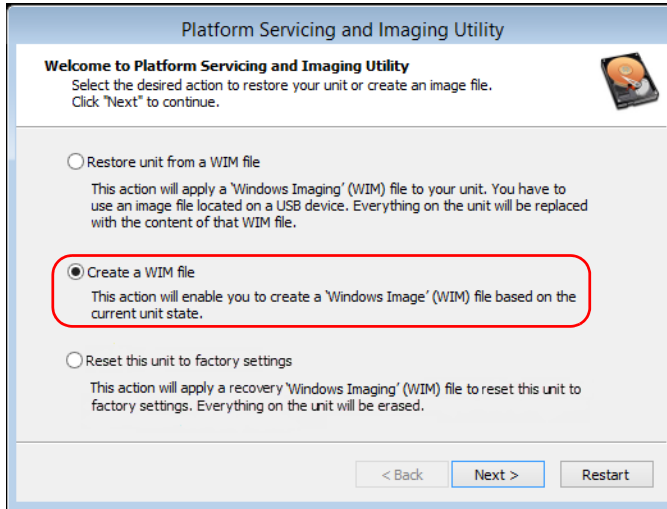 Platform Servicing and Imaging Utility
Welcome to Platform Servicing and Imaging Utility
Select the desired action to restore your unit or create an image file.
Click "Next" to continue.
Restore unit from a WIM file
This action will apply a 'Windows Imaging' (WIM) file to your unit. You have to
use an image file located on a USB device. Everything on the unit will be replaced
with the content of that WIM file.
Create a WIM file
This action will enable you to create a 'Windows Image' (WIM) file based on the
current unit state.
Reset this unit to factory settings
This action will apply a recovery 'Windows Imaging' (WIM) file to reset this unit to
factory settings. Everything on the unit will be erased.
< Back Next > Restart